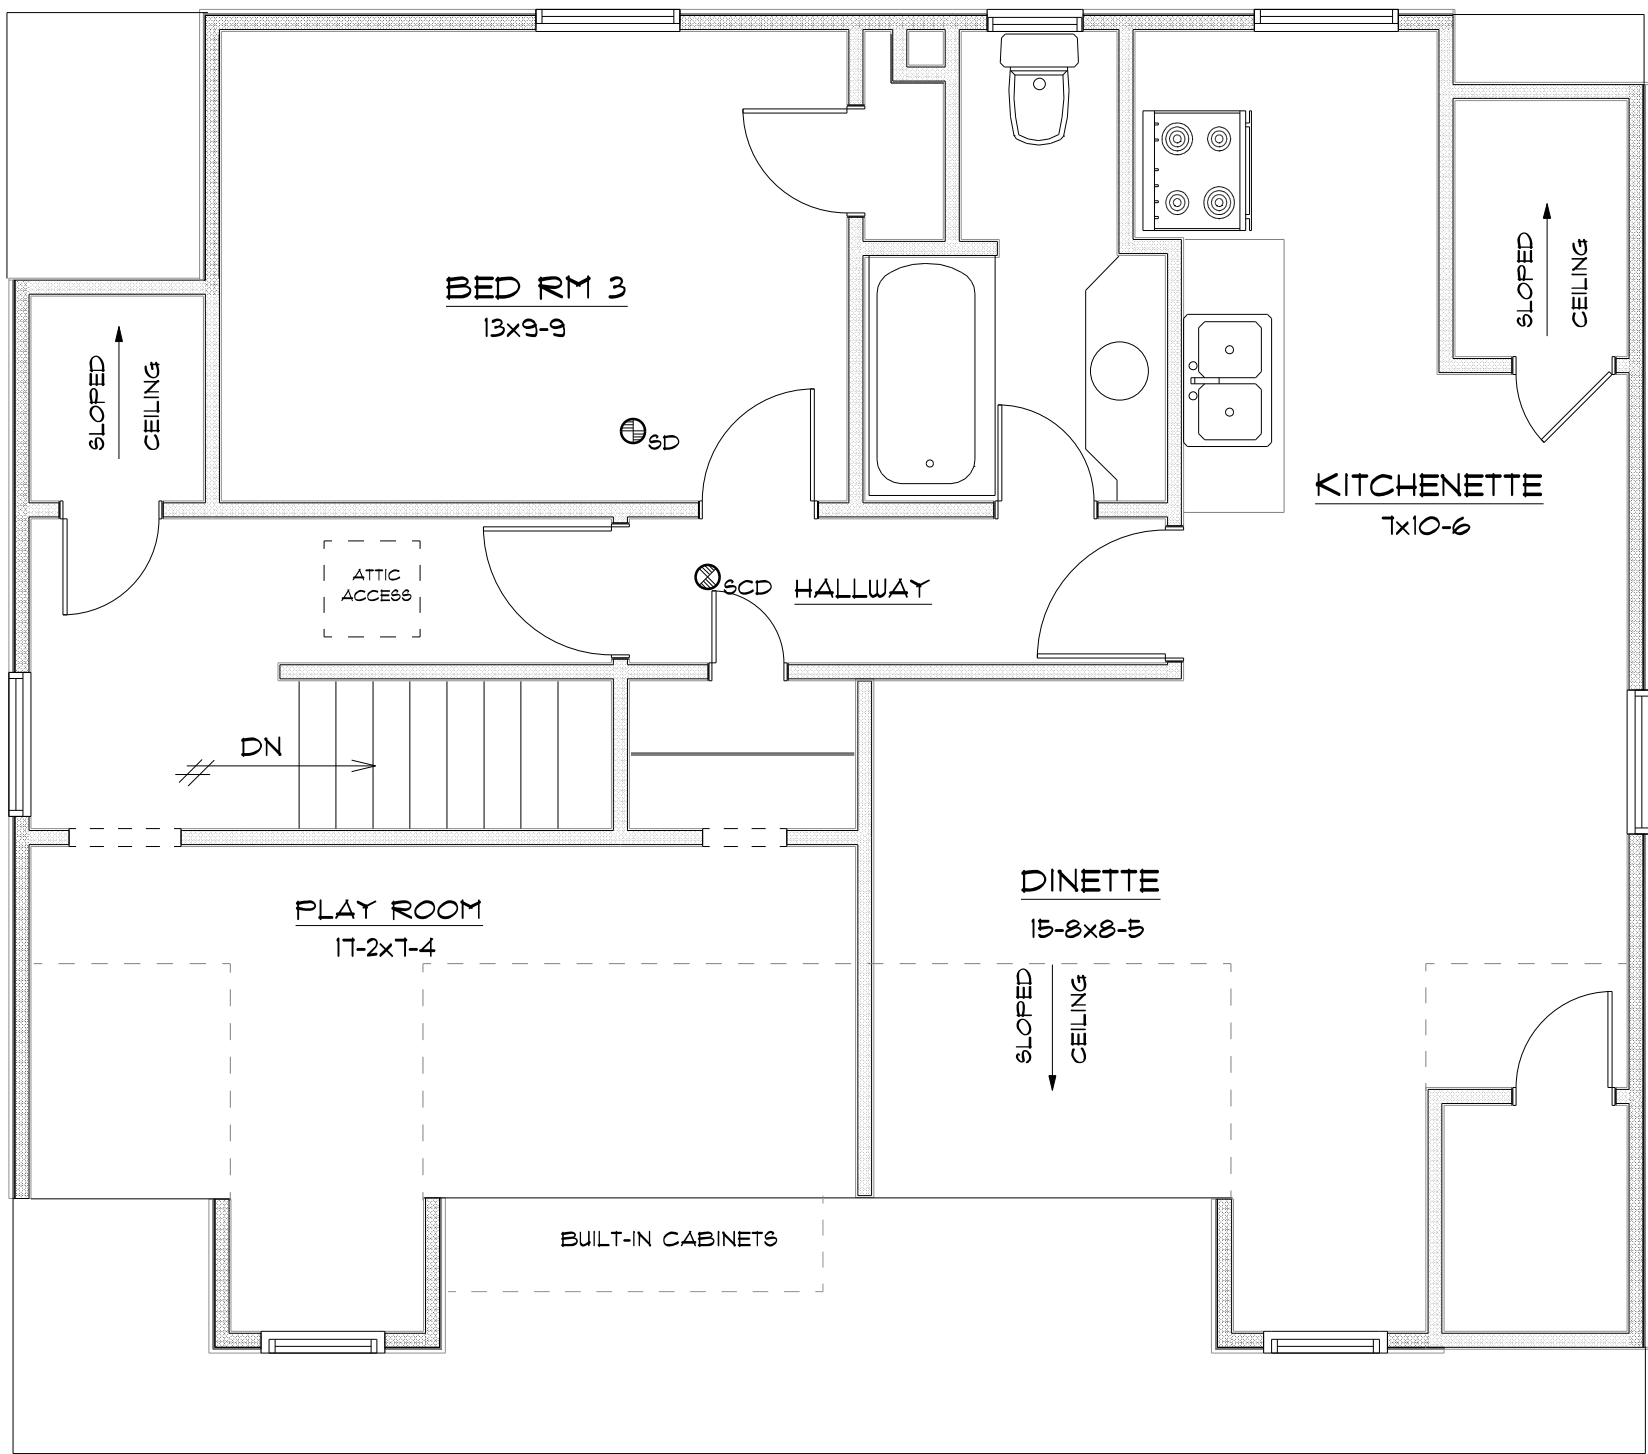 BED RM 3
13x9-9
SLOPED
CEILING
SLOPED
CEILING
SD
KITCHENETTE
7x10-6
ATTIC
ACCESS
SCD
HALLWAY
DN
PLAY ROOM
17-2x7-4
DINETTE
15-8x8-5
SLOPED
CEILING
BUILT-IN CABINETS